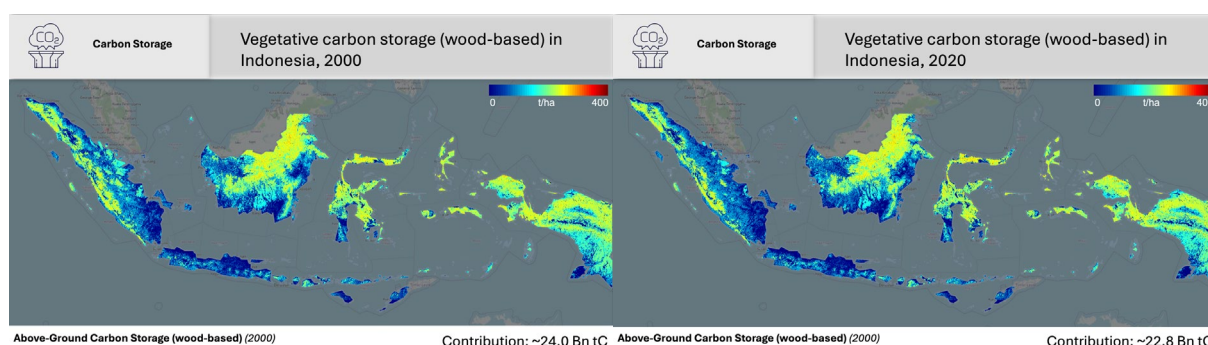 CO₂
Carbon Storage
Vegetative carbon storage (wood-based) in
Indonesia, 2000
0 t/ha 400
Above-Ground Carbon Storage (wood-based) (2000)
Contribution: ~24.0 Bn tC
CO₂
Carbon Storage
Vegetative carbon storage (wood-based) in
Indonesia, 2020
0 t/ha 40
Above-Ground Carbon Storage (wood-based) (2000)
Contribution: ~22.8 Bn tC